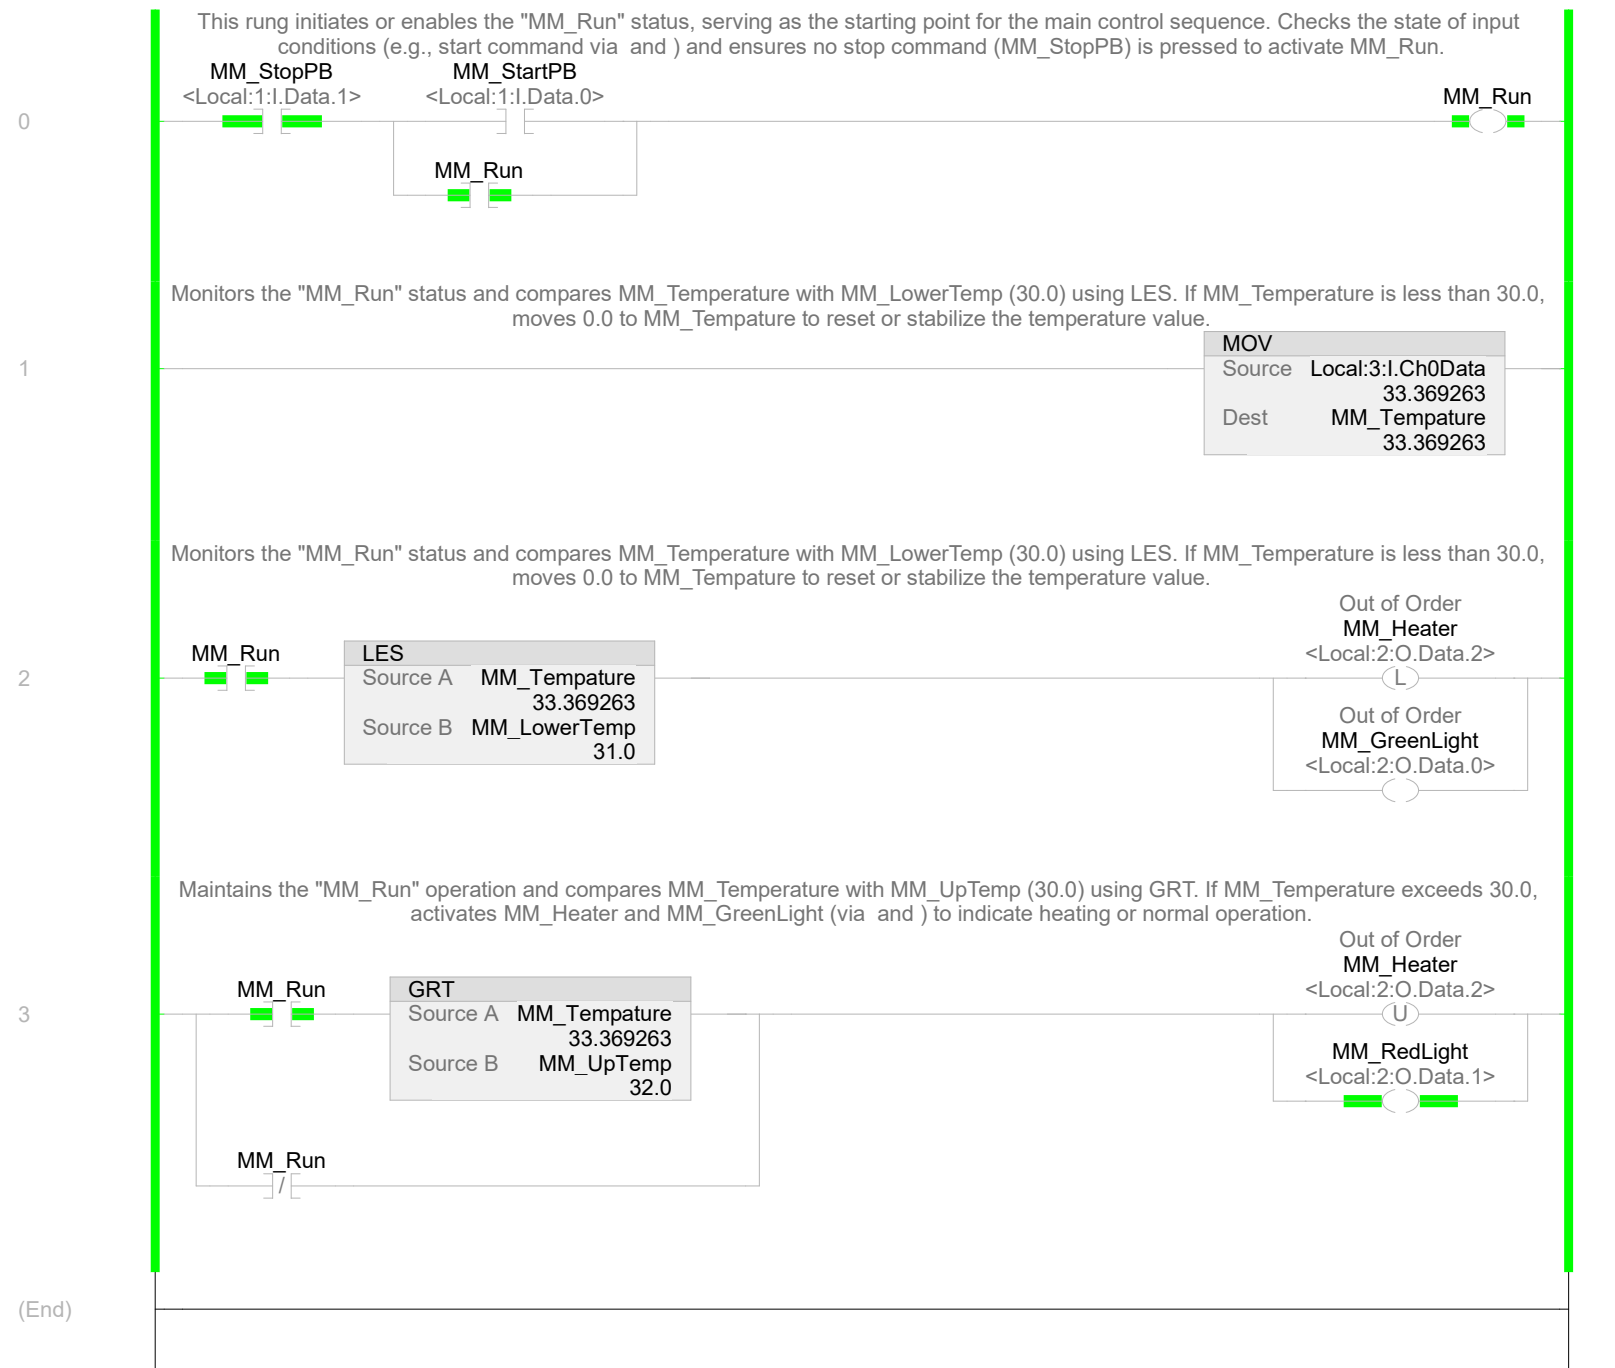 This rung initiates or enables the "MM_Run" status, serving as the starting point for the main control sequence. Checks the state of input
conditions (e.g., start command via  and ) and ensures no stop command (MM_StopPB) is pressed to activate MM_Run.
MM_StopPB
<Local:1:I.Data.1>
MM_StartPB
<Local:1:I.Data.0>
MM_Run
0
MM_Run
Monitors the "MM_Run" status and compares MM_Temperature with MM_LowerTemp (30.0) using LES. If MM_Temperature is less than 30.0,
moves 0.0 to MM_Tempature to reset or stabilize the temperature value.
1
MOV
Source Local:3:I.Ch0Data
33.369263
Dest MM_Tempature
33.369263
Monitors the "MM_Run" status and compares MM_Temperature with MM_LowerTemp (30.0) using LES. If MM_Temperature is less than 30.0,
moves 0.0 to MM_Tempature to reset or stabilize the temperature value.
2
MM_Run
LES
Source A MM_Tempature
33.369263
Source B MM_LowerTemp
31.0
Out of Order
MM_Heater
<Local:2:O.Data.2>
L
Out of Order
MM_GreenLight
<Local:2:O.Data.0>
Maintains the "MM_Run" operation and compares MM_Temperature with MM_UpTemp (30.0) using GRT. If MM_Temperature exceeds 30.0,
activates MM_Heater and MM_GreenLight (via  and ) to indicate heating or normal operation.
3
MM_Run
GRT
Source A MM_Tempature
33.369263
Source B MM_UpTemp
32.0
MM_Run
/
Out of Order
MM_Heater
<Local:2:O.Data.2>
U
MM_RedLight
<Local:2:O.Data.1>
(End)